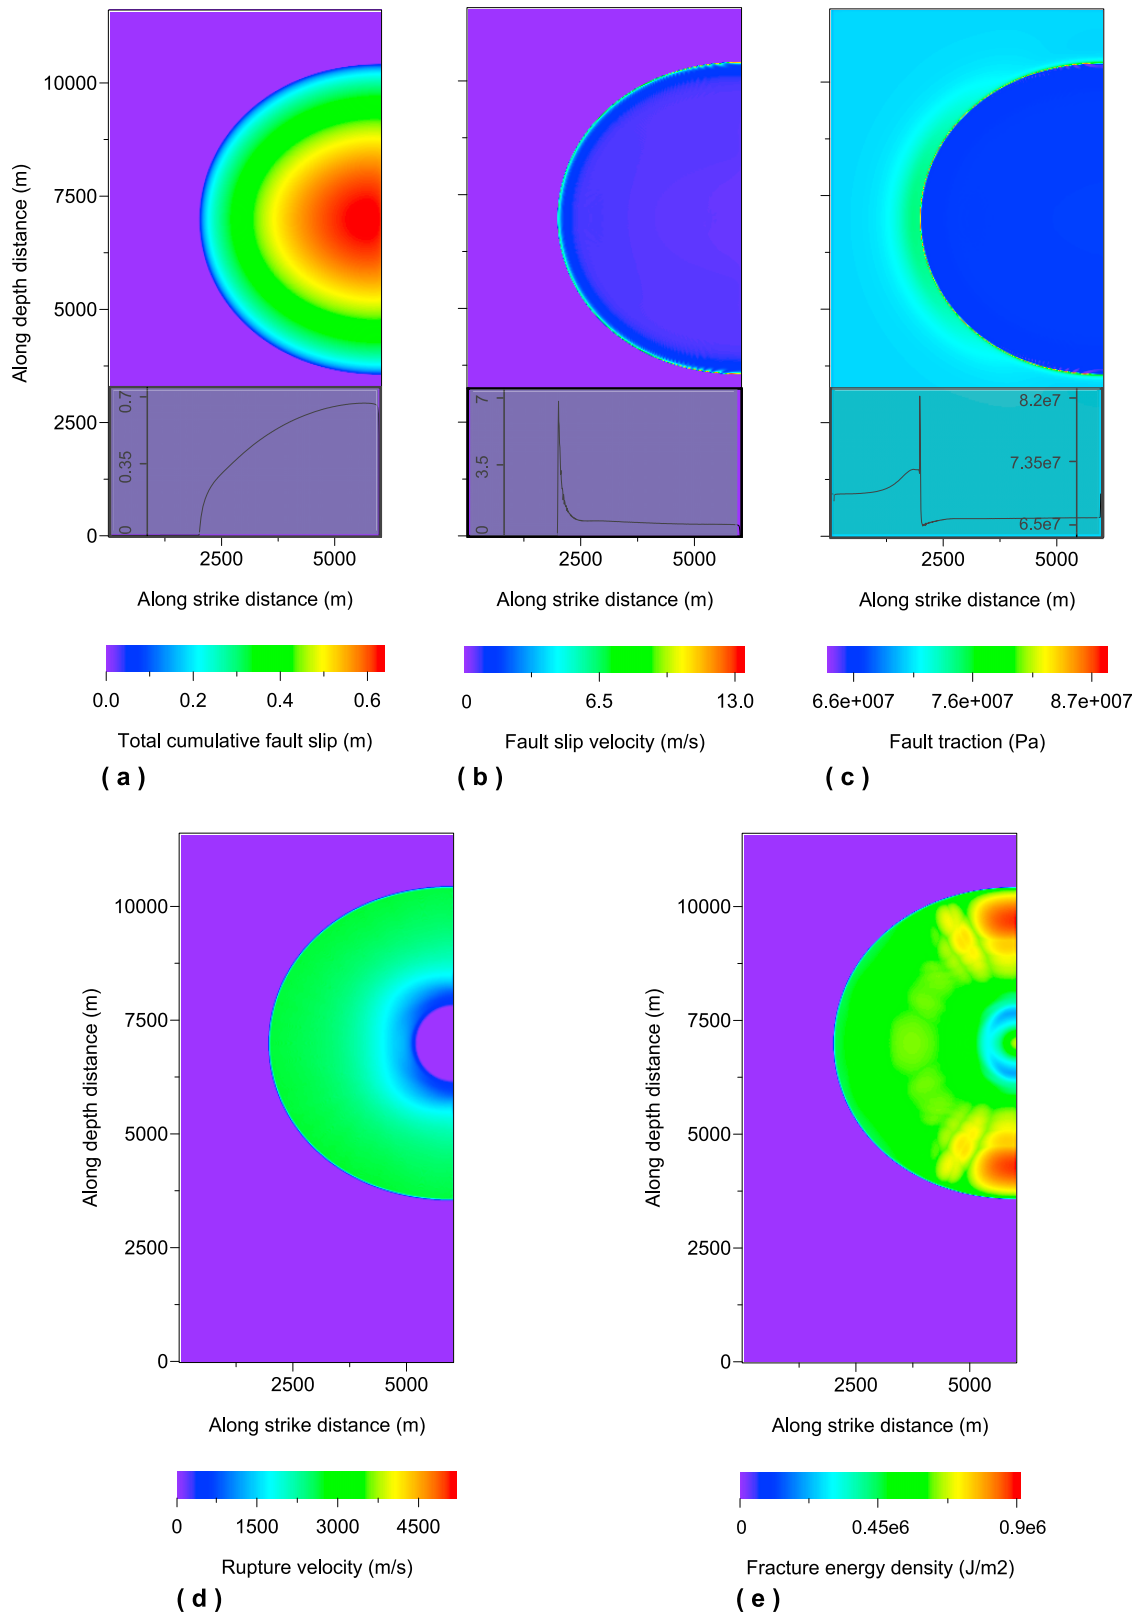 Along depth distance (m)
10000
7500
5000
2500
0
0.7
0.35
0
7
3.5
0
8.2e7
7.35e7
6.5e7
2500 5000
2500 5000
2500 5000
Along strike distance (m)
Along strike distance (m)
Along strike distance (m)
0.0 0.2 0.4 0.6
0 6.5 13.0
6.6e+007 7.6e+007 8.7e+007
Total cumulative fault slip (m)
Fault slip velocity (m/s)
Fault traction (Pa)
( a )
( b )
( c )
Along depth distance (m)
10000
7500
5000
2500
0
2500 5000
Along strike distance (m)
0 1500 3000 4500
Rupture velocity (m/s)
( d )
Along depth distance (m)
10000
7500
5000
2500
0
2500 5000
Along strike distance (m)
0 0.45e6 0.9e6
Fracture energy density (J/m2)
( e )